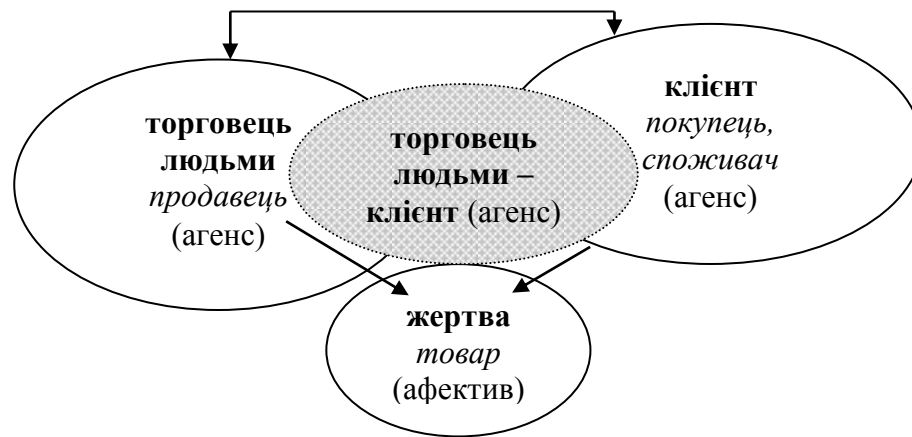 торговець
людьми
продавець
(агенс)
торговець
людьми –
клієнт (агенс)
клієнт
покупець,
споживач
(агенс)
жертва
товар
(афектив)